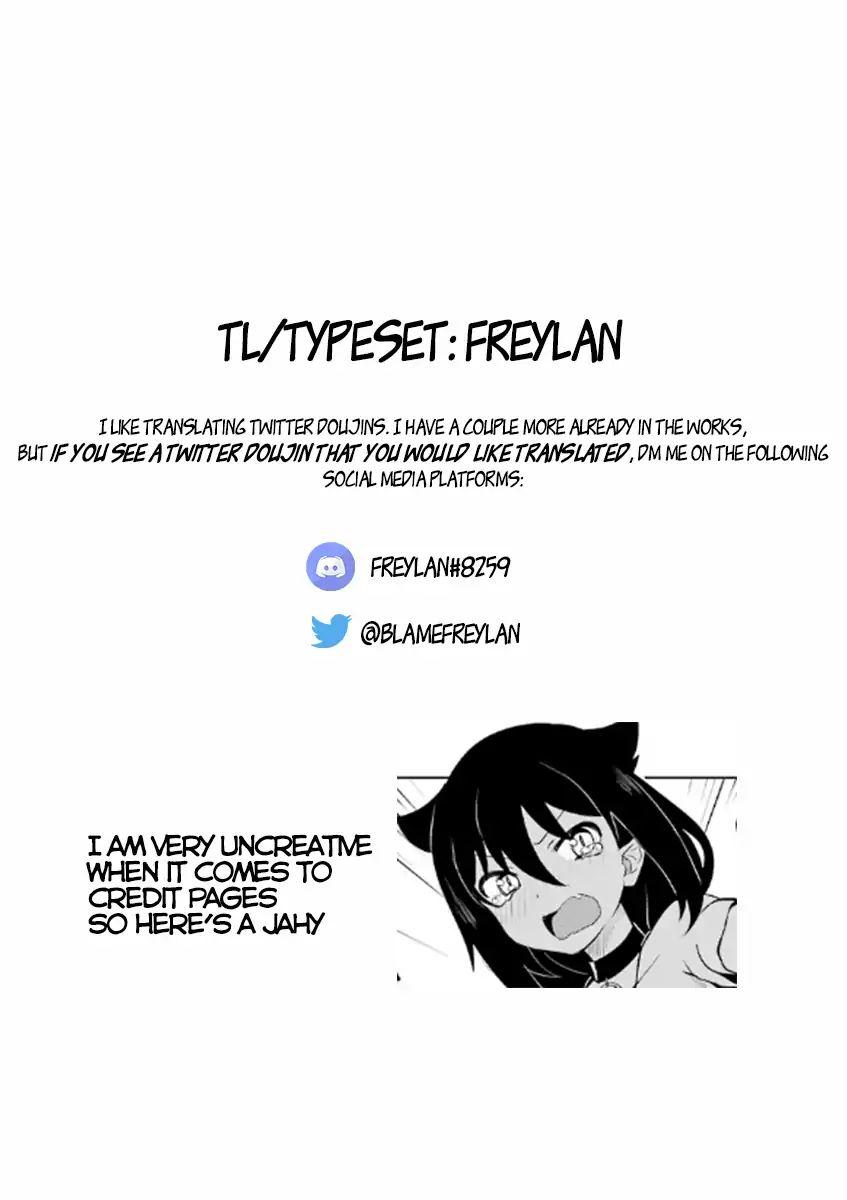 TL/TYPESET: FREYLAN
I LIKE TRANSLATING TWITTER DOUJINS. I HAVE A COUPLE MORE ALREADY IN THE WORKS,
BUT IF YOU SEE A TWITTER DOUJIN THAT YOU WOULD LIKE TRANSLATED, DM ME ON THE FOLLOWING
SOCIAL MEDIA PLATFORMS:
FREYLAN#8259
@BLAMEFREYLAN
I AM VERY UNCREATIVE
WHEN IT COMES TO
CREDIT PAGES
SO HERE'S A JAHY